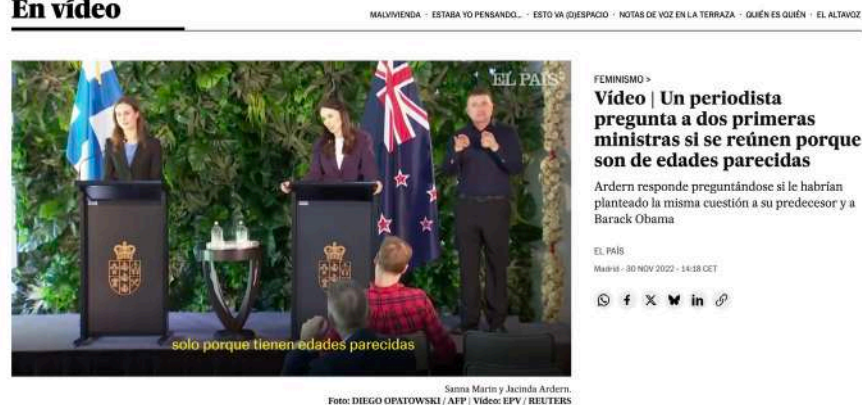 En vídeo
MALVIVIENDA · ESTABA YO PENSANDO... · ESTO VA (D)ESPACIO · NOTAS DE VOZ EN LA TERRAZA · QUIÉN ES QUIÉN · EL ALTAVOZ
EL PAÍS
solo porque tienen edades parecidas
Sanna Marin y Jacinda Ardern.
Foto: DIEGO OPATOWSKI / AFP | Vídeo: EPV / REUTERS
FEMINISMO >
Vídeo | Un periodista
pregunta a dos primeras
ministras si se reúnen porque
son de edades parecidas
Ardern responde preguntándose si le habrían
planteado la misma cuestión a su predecesor y a
Barack Obama
EL PAÍS
Madrid - 30 NOV 2022 - 14:18 CET